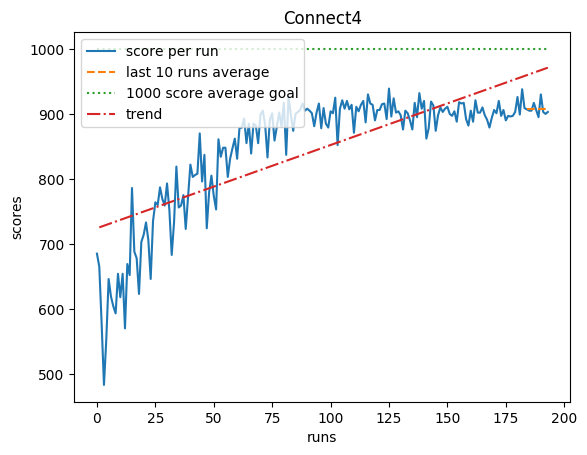 Connect4
score per run
last 10 runs average
1000 score average goal
trend
scores
1000
900
800
700
600
500
0
25
50
75
100
125
150
175
200
runs